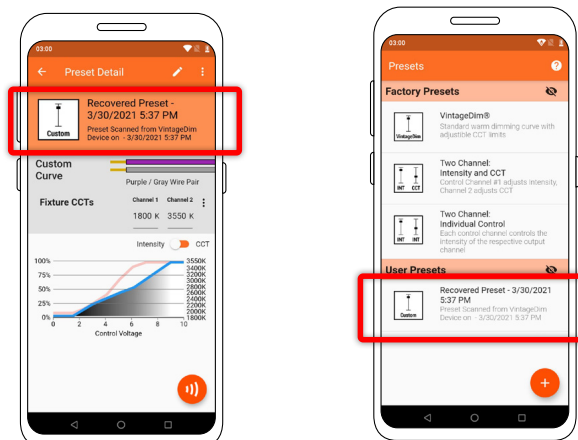 03:00
Preset Detail
Recovered Preset -
3/30/2021 5:37 PM
Preset Scanned from VintageDim
Device on - 3/30/2021 5:37 PM
Custom
Custom
Curve
Purple / Gray Wire Pair
Fixture CCTs
Channel 1 Channel 2
1800 K 3550 K
Intensity CCT
100%
75%
50%
25%
0%
3550K
3400K
3200K
3000K
2800K
2600K
2400K
2200K
2000K
1800K
0 2 4 6 8 10
Control Voltage
03:00
Presets
Factory Presets
VintageDim
VintageDim®
Standard warm dimming curve with
adjustible CCT limits
INT CCT
Two Channel:
Intensity and CCT
Control Channel #1 adjusts Intensity,
Channel 2 adjusts CCT
INT INT
Two Channel:
Individual Control
Each control channel controls the
intensity of the respective output
channel
User Presets
Custom
Recovered Preset - 3/30/2021
5:37 PM
Preset Scanned from VintageDim
Device on - 3/30/2021 5:37 PM